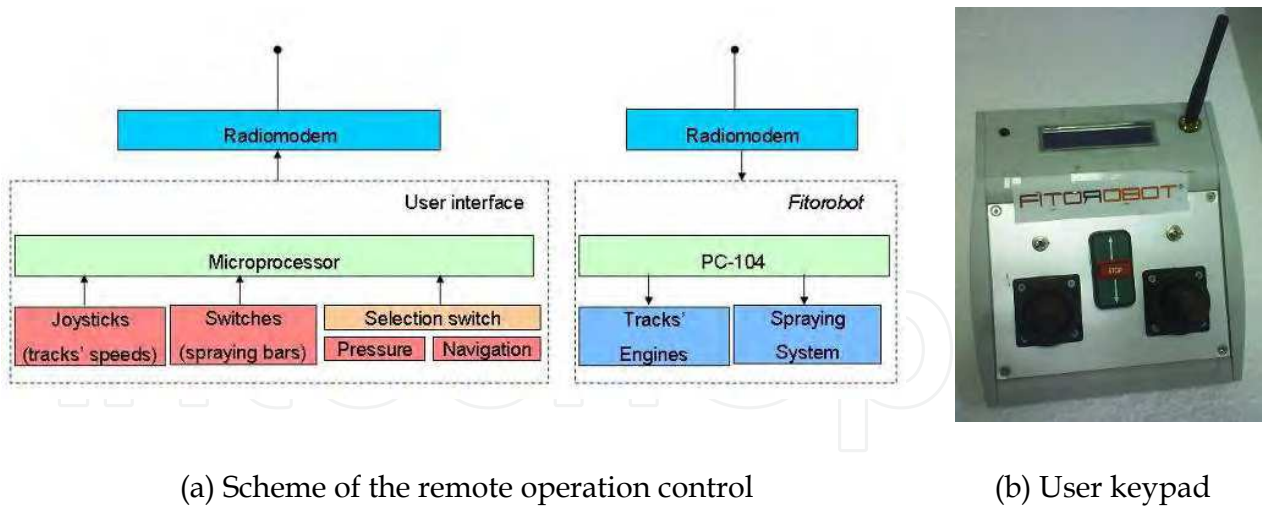 Radiomodem
Radiomodem
User interface
Fitorobot
Microprocessor
PC-104
Joysticks
(tracks' speeds)
Switches
(spraying bars)
Selection switch
Pressure
Navigation
Tracks'
Engines
Spraying
System
FITOROBOT
STOP
(a) Scheme of the remote operation control
(b) User keypad